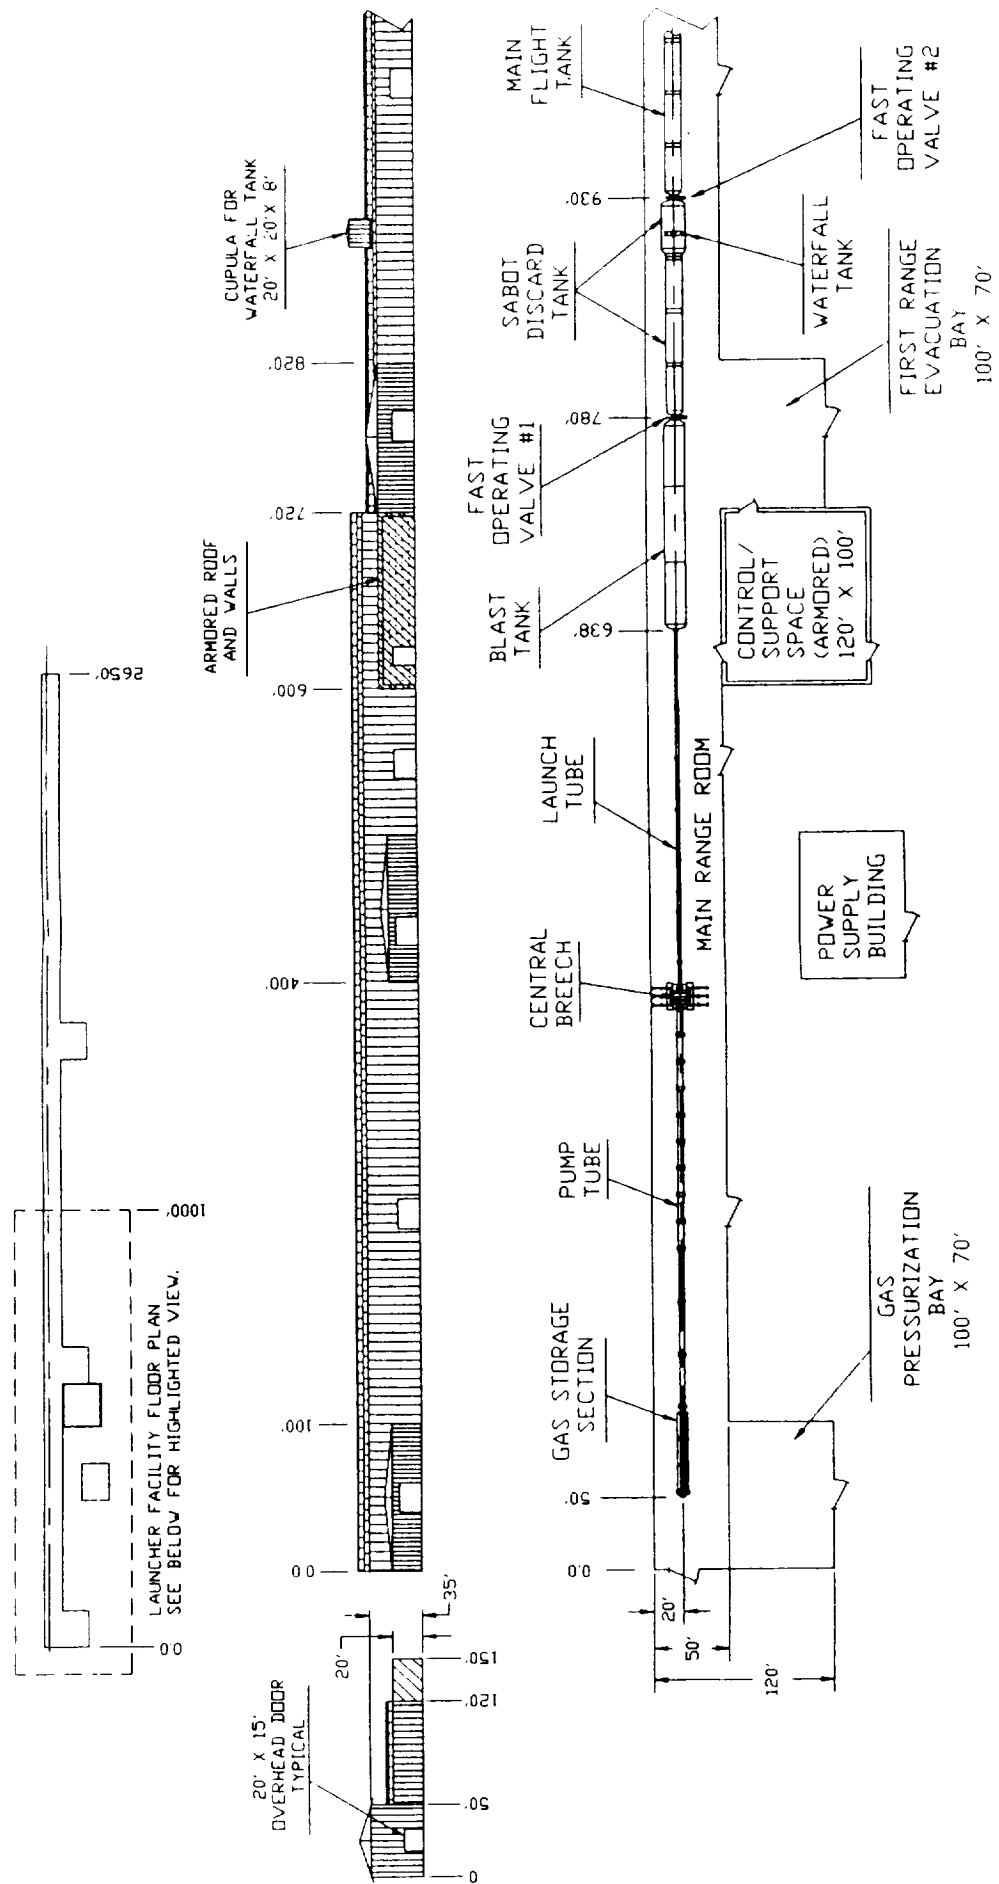 LAUNCHER FACILITY FLOOR PLAN
SEE BELOW FOR HIGHLIGHTED VIEW.
0.0
1000'
2650'
20' X 15'
OVERHEAD DOOR
TYPICAL
20'
35'
0
50'
120'
150'
0.0
100'
400'
600'
720'
820'
ARMORED ROOF
AND WALLS
CUPULA FOR
WATERFALL TANK
20' X 20' X 8'
0.0
50'
638'
780'
930'
GAS STORAGE
SECTION
PUMP
TUBE
CENTRAL
BREECH
LAUNCH
TUBE
BLAST
TANK
FAST
OPERATING
VALVE #1
SABOT
DISCARD
TANK
MAIN
FLIGHT
TANK
20'
50'
120'
MAIN RANGE ROOM
GAS
PRESSURIZATION
BAY
100' X 70'
POWER
SUPPLY
BUILDING
CONTROL/
SUPPORT
SPACE
(ARMORED)
120' X 100'
FIRST RANGE
EVACUATION
BAY
100' X 70'
WATERFALL
TANK
FAST
OPERATING
VALVE #2